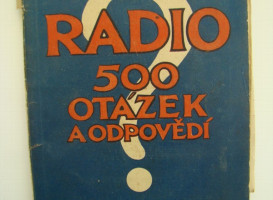 RADIO
500
OTÁZEK
A ODPOVĚDÍ
?